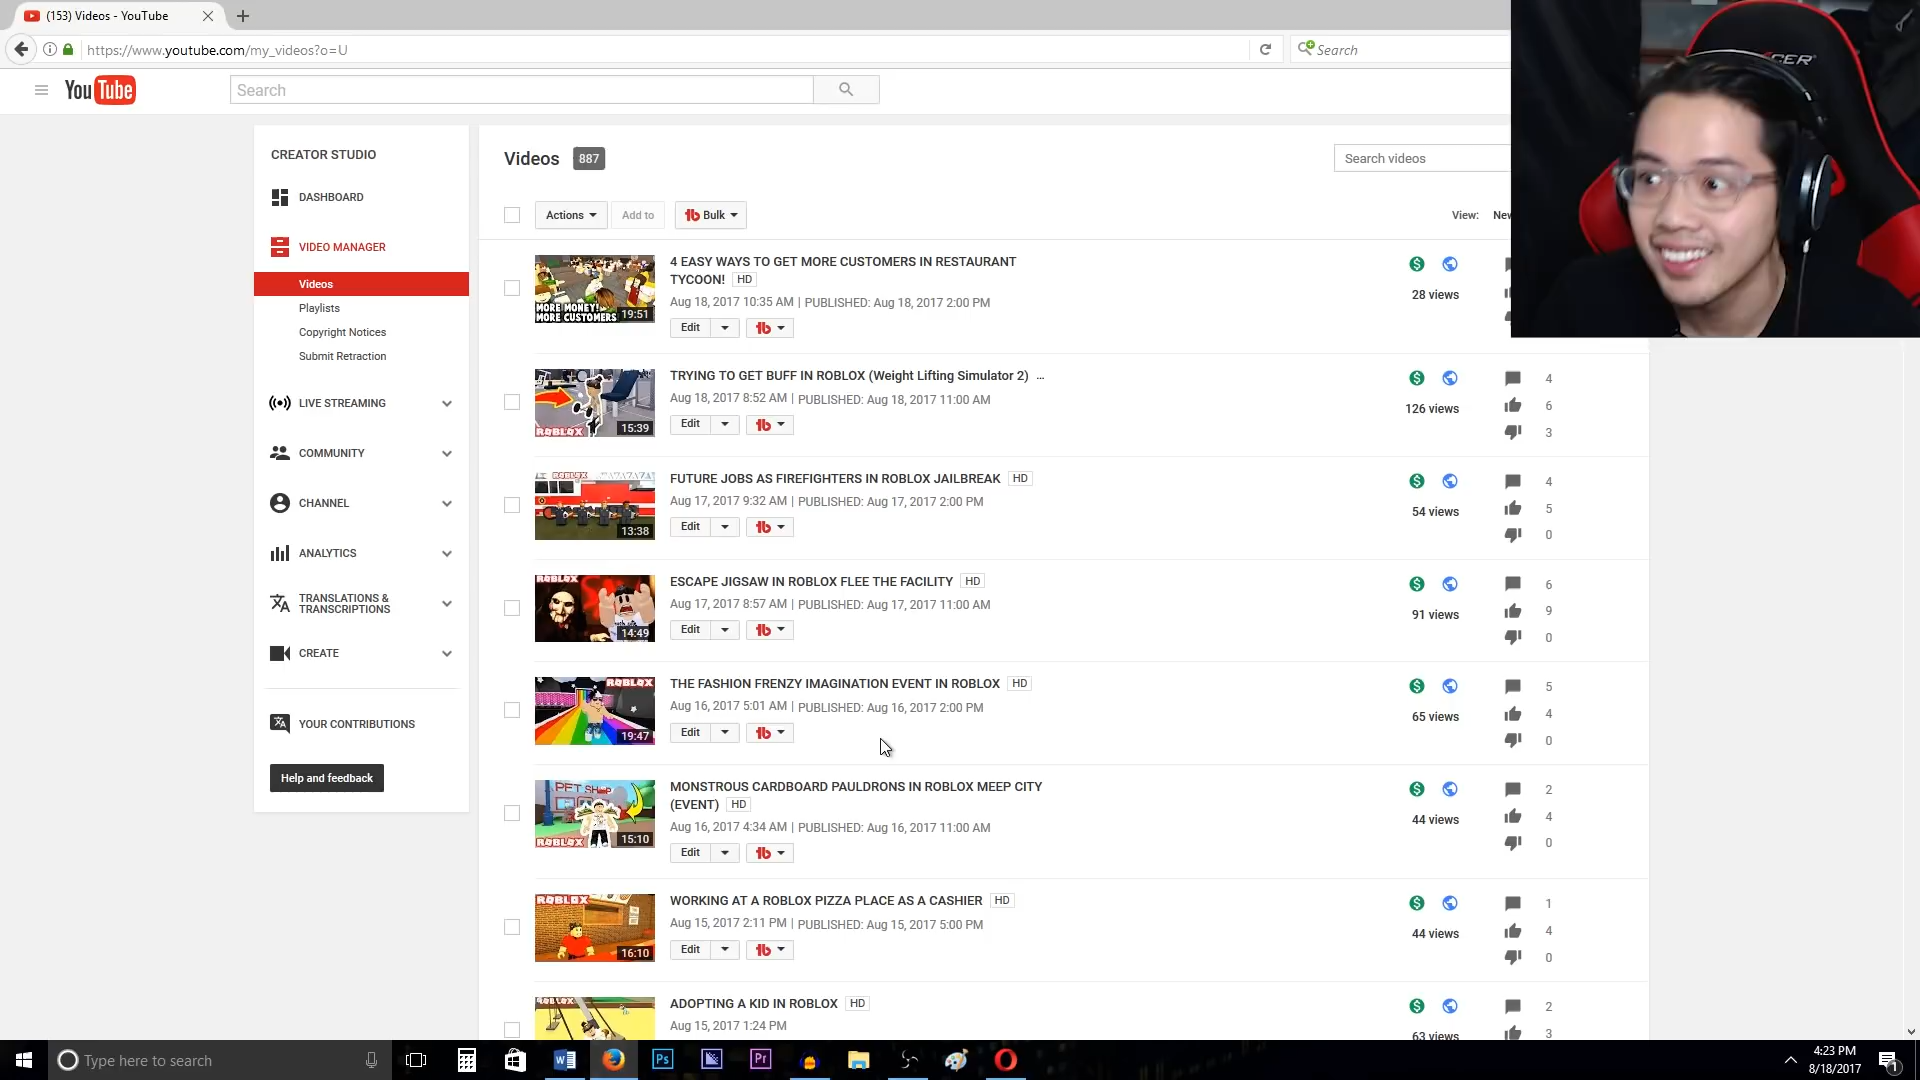 (153) Videos - YouTube
https://www.youtube.com/my_videos?o=U
Search
YouTube
Search
CREATOR STUDIO
DASHBOARD
VIDEO MANAGER
Videos
Playlists
Copyright Notices
Submit Retraction
LIVE STREAMING
COMMUNITY
CHANNEL
ANALYTICS
TRANSLATIONS &
TRANSCRIPTIONS
CREATE
YOUR CONTRIBUTIONS
Help and feedback
Videos 887
Search videos
Actions Add to Bulk
View:
4 EASY WAYS TO GET MORE CUSTOMERS IN RESTAURANT
TYCOON! HD
Aug 18, 2017 10:35 AM | PUBLISHED: Aug 18, 2017 2:00 PM
Edit
MORE MONEY!
MORE CUSTOMERS
19:51
28 views
TRYING TO GET BUFF IN ROBLOX (Weight Lifting Simulator 2) ...
Aug 18, 2017 8:52 AM | PUBLISHED: Aug 18, 2017 11:00 AM
Edit
ROBLOX
15:39
126 views
4
6
3
FUTURE JOBS AS FIREFIGHTERS IN ROBLOX JAILBREAK HD
Aug 17, 2017 9:32 AM | PUBLISHED: Aug 17, 2017 2:00 PM
Edit
ROBLOX
13:38
54 views
4
5
0
ESCAPE JIGSAW IN ROBLOX FLEE THE FACILITY HD
Aug 17, 2017 8:57 AM | PUBLISHED: Aug 17, 2017 11:00 AM
Edit
ROBLOX
14:49
91 views
6
9
0
THE FASHION FRENZY IMAGINATION EVENT IN ROBLOX HD
Aug 16, 2017 5:01 AM | PUBLISHED: Aug 16, 2017 2:00 PM
Edit
ROBLOX
19:47
65 views
5
4
0
MONSTROUS CARDBOARD PAULDRONS IN ROBLOX MEEP CITY
(EVENT) HD
Aug 16, 2017 4:34 AM | PUBLISHED: Aug 16, 2017 11:00 AM
Edit
PET SHOP
ROBLOX
15:10
44 views
2
4
0
WORKING AT A ROBLOX PIZZA PLACE AS A CASHIER HD
Aug 15, 2017 2:11 PM | PUBLISHED: Aug 15, 2017 5:00 PM
Edit
ROBLOX
16:10
44 views
1
4
0
ADOPTING A KID IN ROBLOX HD
Aug 15, 2017 1:24 PM
ROBLOX
63 views
2
3
Type here to search
Ps
Pr
4:23 PM
8/18/2017
1